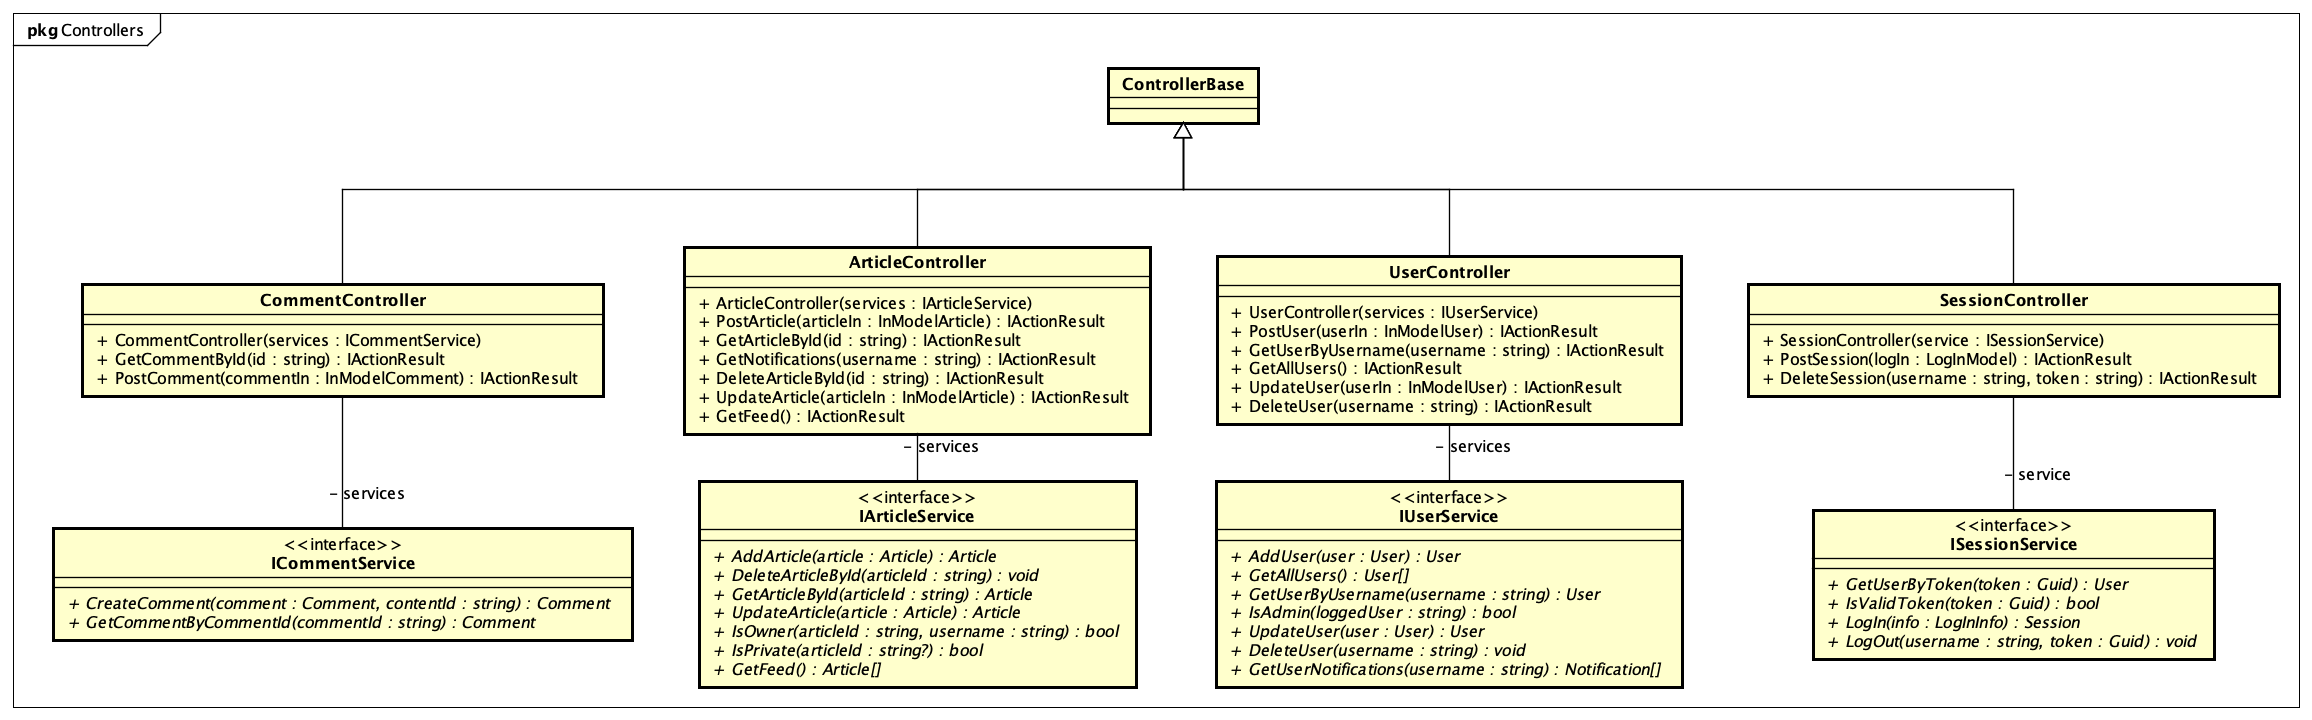 pkg Controllers
ControllerBase
CommentController
+ CommentController(services : ICommentService)
+ GetCommentById(id : string) : IActionResult
+ PostComment(commentIn : InModelComment) : IActionResult
ArticleController
+ ArticleController(services : IArticleService)
+ PostArticle(articleIn : InModelArticle) : IActionResult
+ GetArticleById(id : string) : IActionResult
+ GetNotifications(username : string) : IActionResult
+ DeleteArticleById(id : string) : IActionResult
+ UpdateArticle(articleIn : InModelArticle) : IActionResult
+ GetFeed() : IActionResult
UserController
+ UserController(services : IUserService)
+ PostUser(userIn : InModelUser) : IActionResult
+ GetUserByUsername(username : string) : IActionResult
+ GetAllUsers() : IActionResult
+ UpdateUser(userIn : InModelUser) : IActionResult
+ DeleteUser(username : string) : IActionResult
SessionController
+ SessionController(service : ISessionService)
+ PostSession(logIn : LogInModel) : IActionResult
+ DeleteSession(username : string, token : string) : IActionResult
- services
- services
- services
- service
<<interface>>
ICommentService
+ CreateComment(comment : Comment, contentId : string) : Comment
+ GetCommentByCommentId(commentId : string) : Comment
<<interface>>
IArticleService
+ AddArticle(article : Article) : Article
+ DeleteArticleById(articleId : string) : void
+ GetArticleById(articleId : string) : Article
+ UpdateArticle(article : Article) : Article
+ IsOwner(articleId : string, username : string) : bool
+ IsPrivate(articleId : string?) : bool
+ GetFeed() : Article[]
<<interface>>
IUserService
+ AddUser(user : User) : User
+ GetAllUsers() : User[]
+ GetUserByUsername(username : string) : User
+ IsAdmin(loggedUser : string) : bool
+ UpdateUser(user : User) : User
+ DeleteUser(username : string) : void
+ GetUserNotifications(username : string) : Notification[]
<<interface>>
ISessionService
+ GetUserByToken(token : Guid) : User
+ IsValidToken(token : Guid) : bool
+ LogIn(info : LogInInfo) : Session
+ LogOut(username : string, token : Guid) : void